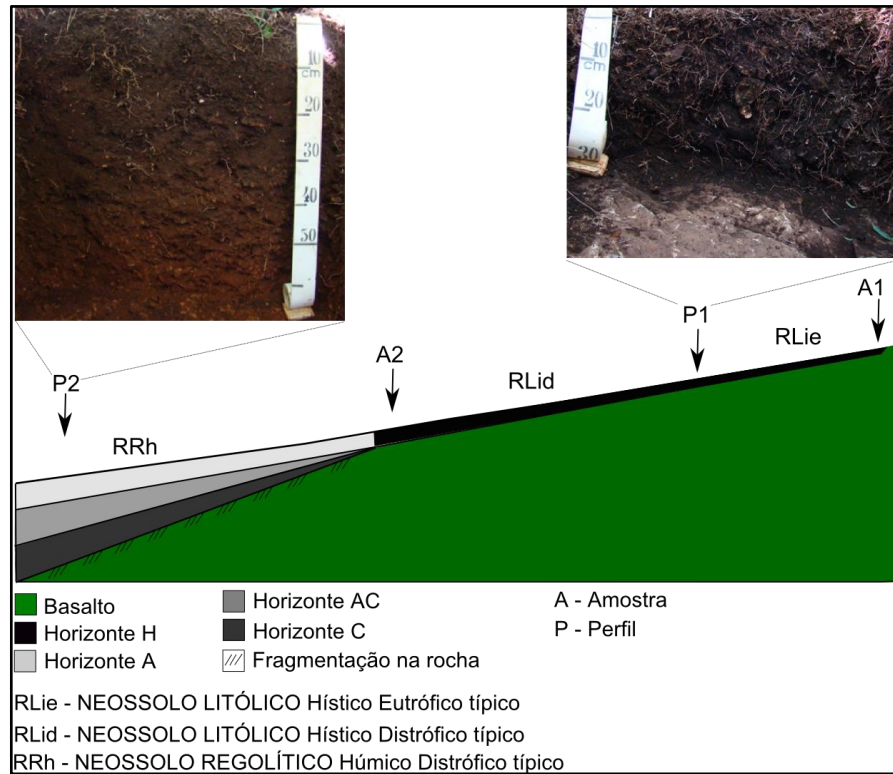 10
cm
20
30
40
50
10
cm
20
30
A1
P1
RLie
A2
RLid
P2
RRh
Basalto
Horizonte H
Horizonte A
Horizonte AC
Horizonte C
Fragmentação na rocha
A - Amostra
P - Perfil
RLie - NEOSSOLO LITÓLICO Hístico Eutrófico típico
RLid - NEOSSOLO LITÓLICO Hístico Distrófico típico
RRh - NEOSSOLO REGOLÍTICO Húmico Distrófico típico